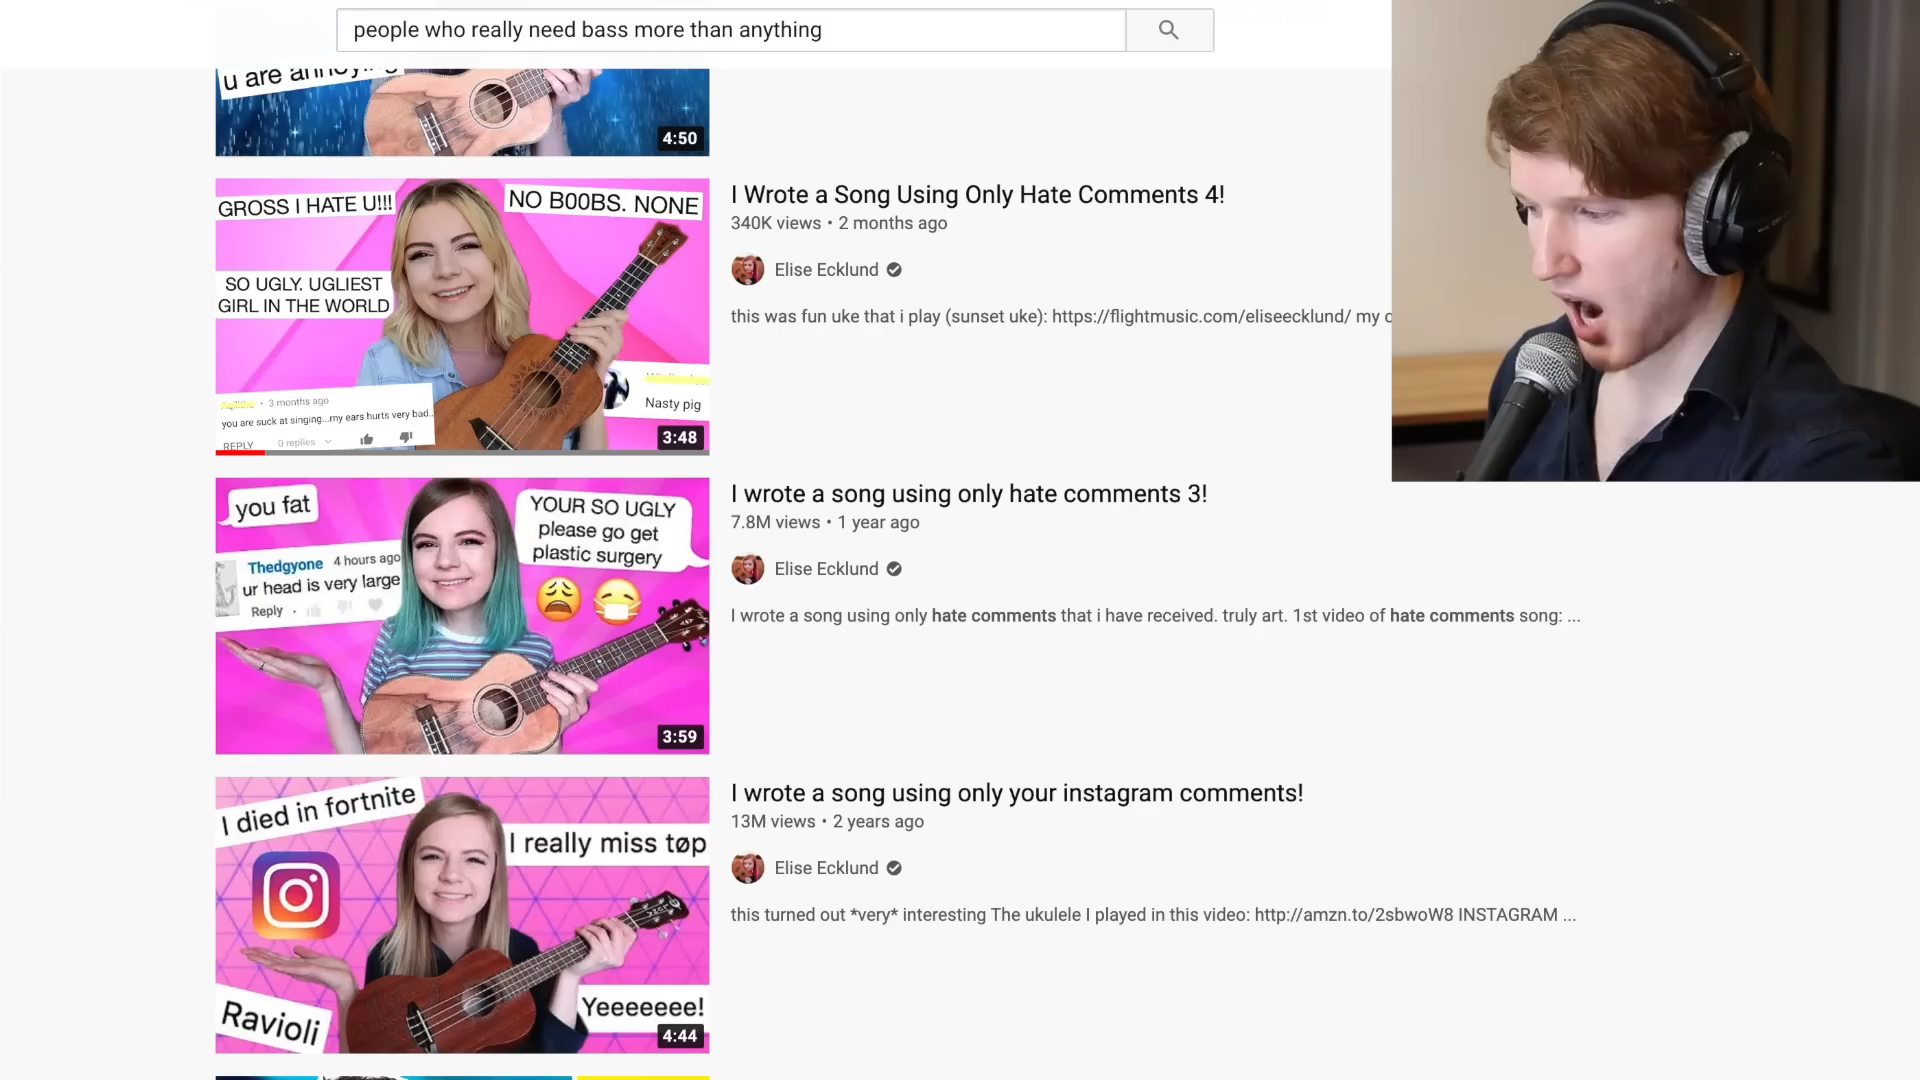 people who really need bass more than anything
u are annoying
4:50
GROSS I HATE U!!!
NO B00BS. NONE
SO UGLY. UGLIEST
GIRL IN THE WORLD
3 months ago
you are suck at singing...my ears hurts very bad..
REPLY 0 replies
Nasty pig
3:48
I Wrote a Song Using Only Hate Comments 4!
340K views • 2 months ago
Elise Ecklund
this was fun uke that i play (sunset uke): https://flightmusic.com/eliseecklund/ my
you fat
YOUR SO UGLY
please go get
plastic surgery
Thedgyone 4 hours ago
ur head is very large
Reply
3:59
I wrote a song using only hate comments 3!
7.8M views • 1 year ago
Elise Ecklund
I wrote a song using only hate comments that i have received. truly art. 1st video of hate comments song: ...
I died in fortnite
I really miss tøp
Ravioli
Yeeeeeee!
4:44
I wrote a song using only your instagram comments!
13M views • 2 years ago
Elise Ecklund
this turned out *very* interesting The ukulele I played in this video: http://amzn.to/2sbwoW8 INSTAGRAM ...